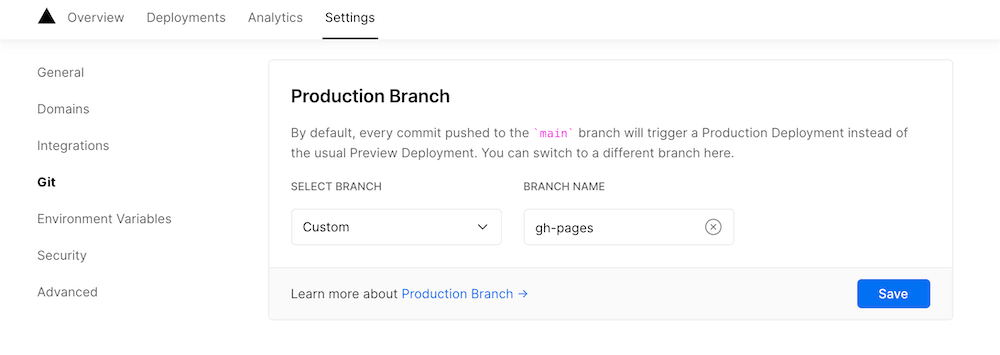 Overview Deployments Analytics Settings
General
Domains
Integrations
Git
Environment Variables
Security
Advanced
Production Branch
By default, every commit pushed to the `main` branch will trigger a Production Deployment instead of
the usual Preview Deployment. You can switch to a different branch here.
SELECT BRANCH BRANCH NAME
Custom gh-pages
Learn more about Production Branch → Save